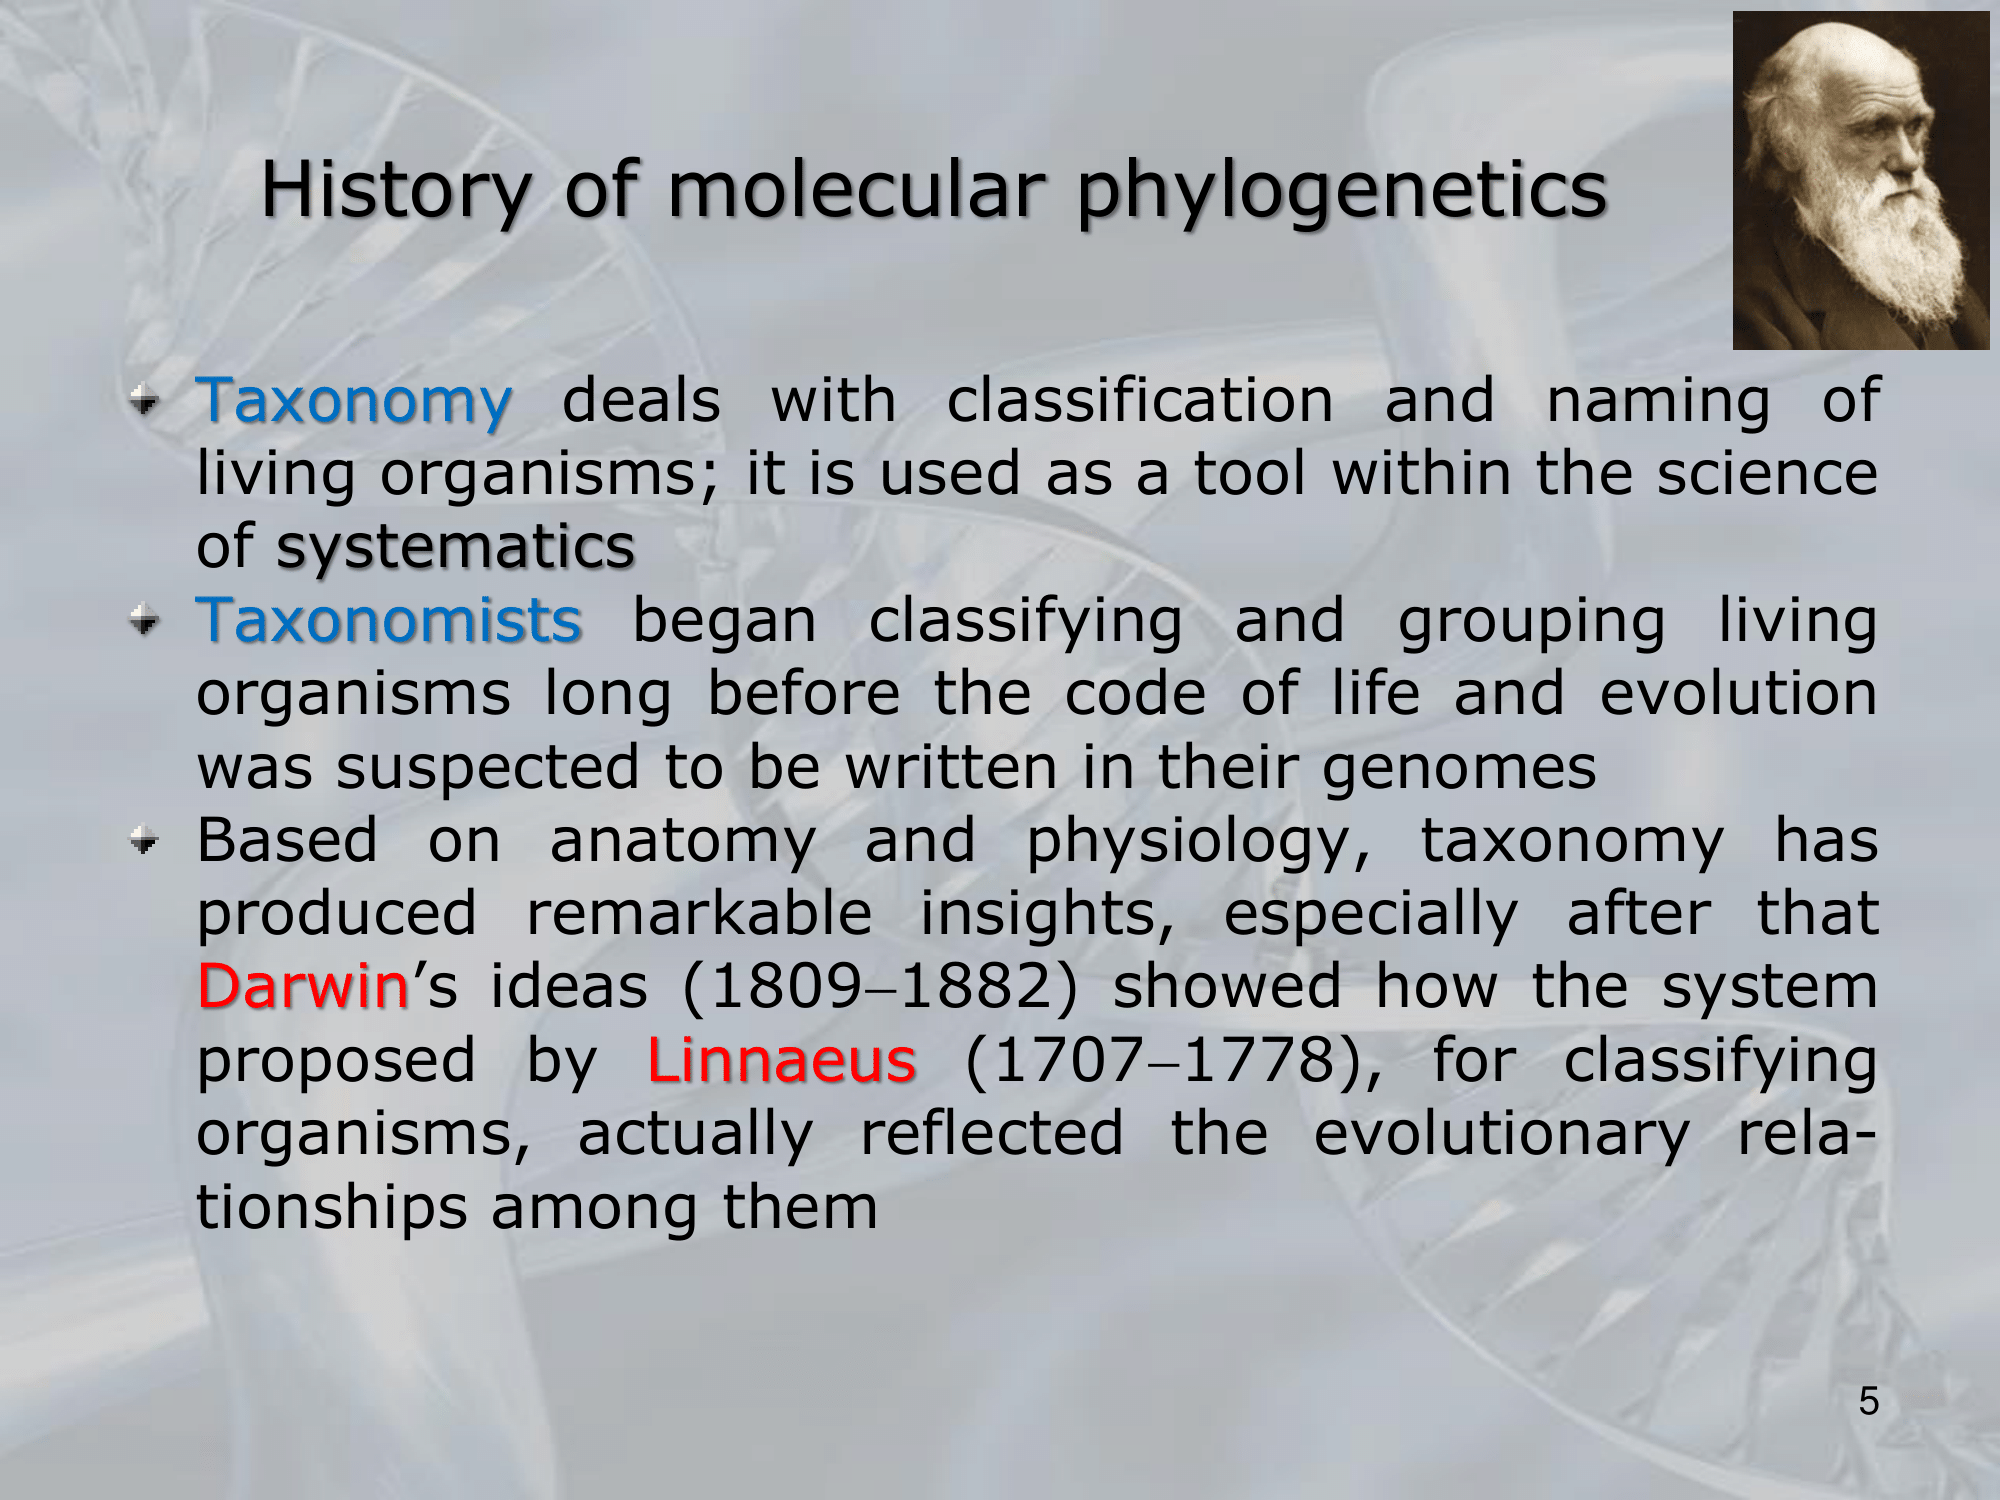 History of molecular phylogenetics
Taxonomy deals with classification and naming of
living organisms; it is used as a tool within the science
of systematics
Taxonomists began classifying and grouping living
organisms long before the code of life and evolution
was suspected to be written in their genomes
Based on anatomy and physiology, taxonomy has
produced remarkable insights, especially after that
Darwin’s ideas (1809–1882) showed how the system
proposed by Linnaeus (1707–1778), for classifying
organisms, actually reflected the evolutionary rela-
tionships among them
5